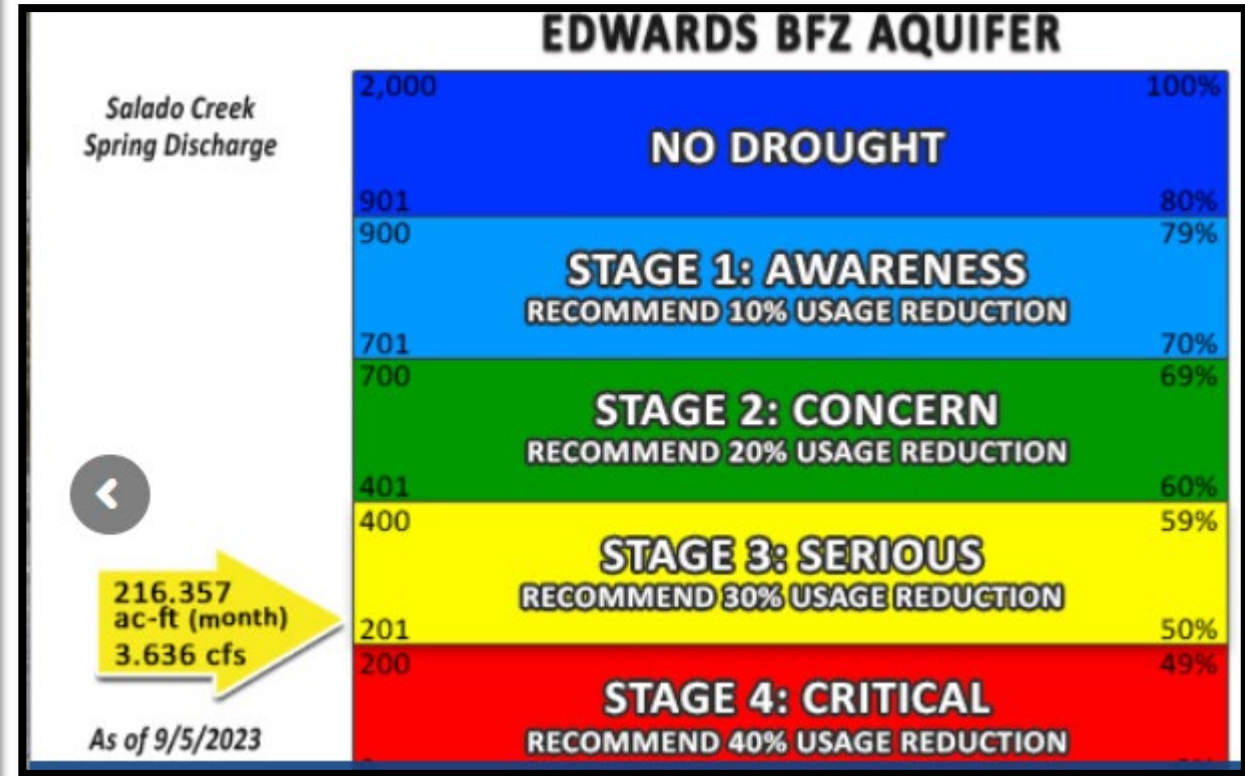 EDWARDS BFZ AQUIFER
Salado Creek
Spring Discharge
2,000 100%
NO DROUGHT
901 80%
900 79%
STAGE 1: AWARENESS
RECOMMEND 10% USAGE REDUCTION
701 70%
700 69%
STAGE 2: CONCERN
RECOMMEND 20% USAGE REDUCTION
401 60%
400 59%
STAGE 3: SERIOUS
RECOMMEND 30% USAGE REDUCTION
201 50%
216.357
ac-ft (month)
3.636 cfs
200 49%
STAGE 4: CRITICAL
RECOMMEND 40% USAGE REDUCTION
As of 9/5/2023